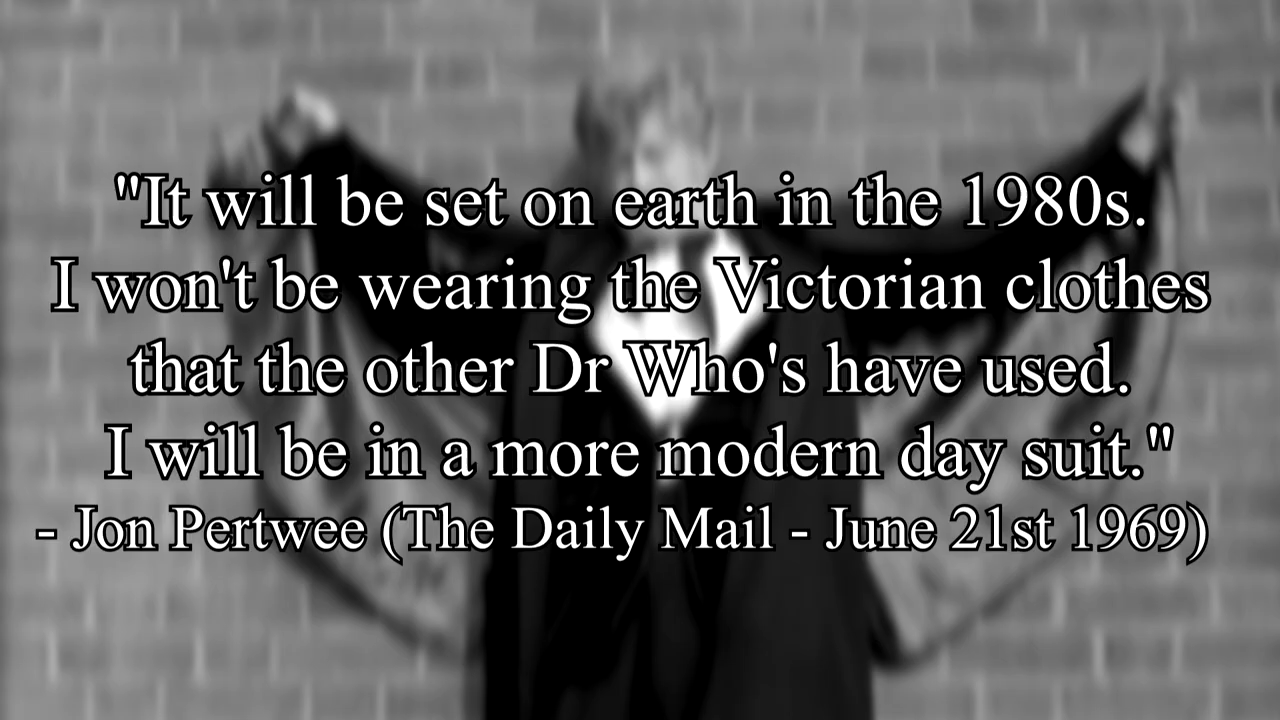 "It will be set on earth in the 1980s.
I won't be wearing the Victorian clothes
that the other Dr Who's have used.
I will be in a more modern day suit."
- Jon Pertwee (The Daily Mail - June 21st 1969)